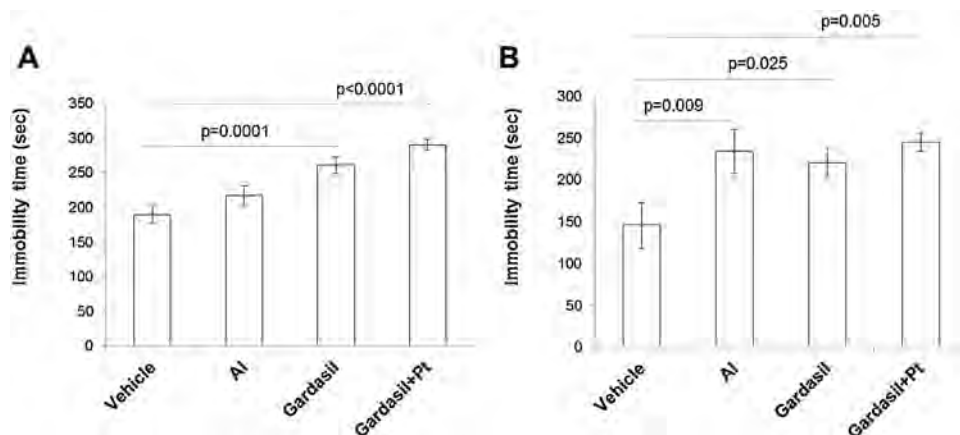 A
p<0.0001
p=0.0001
Immobility time (sec)
350
300
250
200
150
100
50
0
Vehicle
Al
Gardasil
Gardasil+Pt
B
p=0.005
p=0.025
p=0.009
Immobility time (sec)
300
250
200
150
100
50
0
Vehicle
Al
Gardasil
Gardasil+Pt